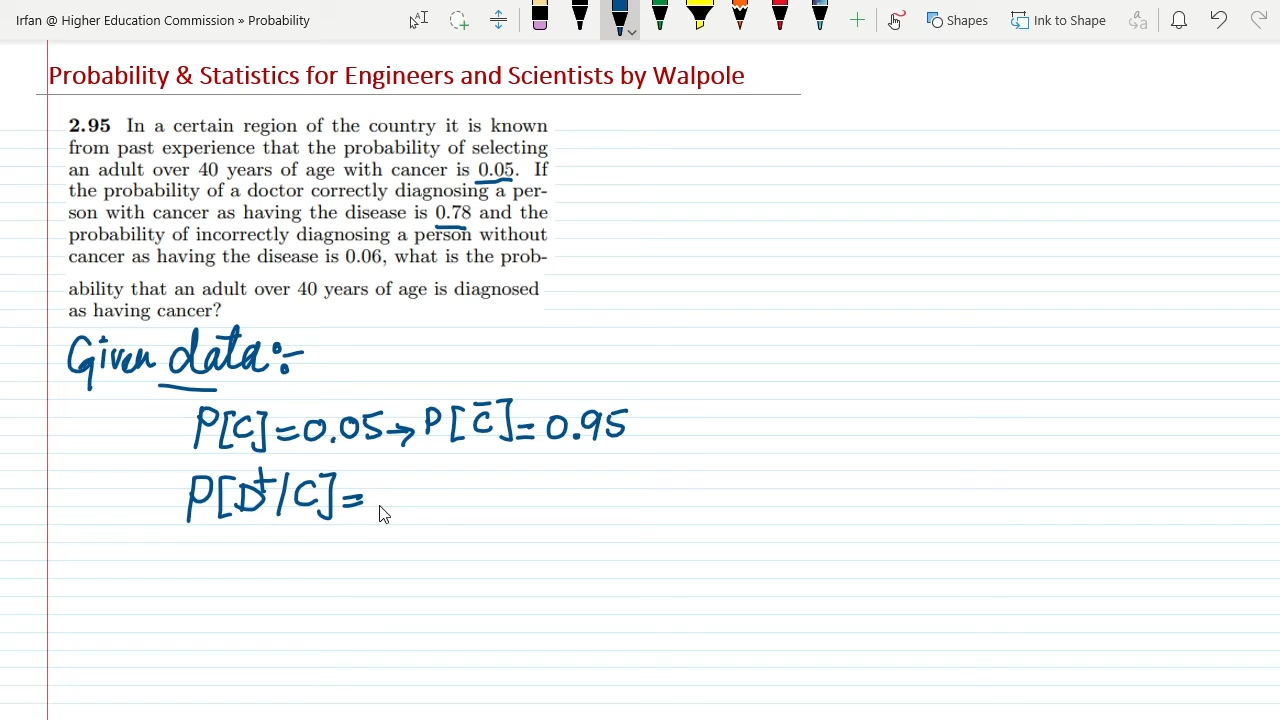 Irfan @ Higher Education Commission » Probability
Shapes
Ink to Shape
Probability & Statistics for Engineers and Scientists by Walpole
2.95 In a certain region of the country it is known
from past experience that the probability of selecting
an adult over 40 years of age with cancer is 0.05. If
the probability of a doctor correctly diagnosing a per-
son with cancer as having the disease is 0.78 and the
probability of incorrectly diagnosing a person without
cancer as having the disease is 0.06, what is the prob-
ability that an adult over 40 years of age is diagnosed
as having cancer?
Given data:-
P[C]=0.05→P[C̄]=0.95
P[D⁺/C]=